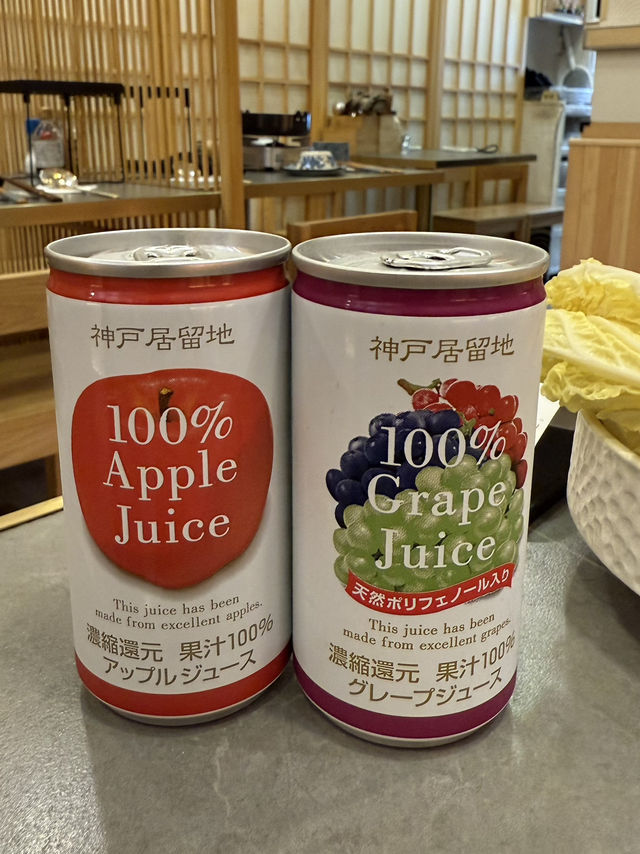 神戸居留地
100%
Apple
Juice
This juice has been
made from excellent apples.
濃縮還元 果汁100%
アップルジュース
神戸居留地
100%
Grape
Juice
天然ポリフェノール入り
This juice has been
made from excellent grapes.
濃縮還元 果汁100%
グレープジュース